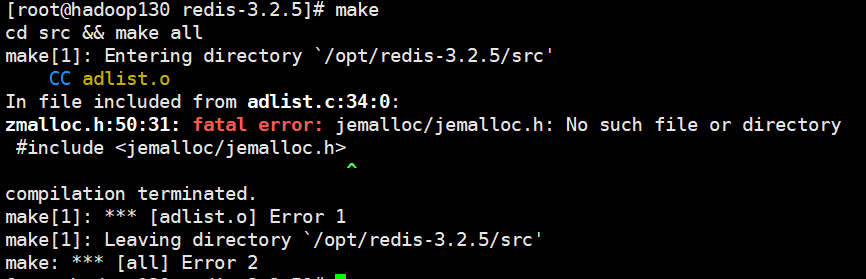 [root@hadoop130 redis-3.2.5]# make
cd src && make all
make[1]: Entering directory `/opt/redis-3.2.5/src'
    CC adlist.o
In file included from adlist.c:34:0:
zmalloc.h:50:31: fatal error: jemalloc/jemalloc.h: No such file or directory
 #include <jemalloc/jemalloc.h>
                               ^
compilation terminated.
make[1]: *** [adlist.o] Error 1
make[1]: Leaving directory `/opt/redis-3.2.5/src'
make: *** [all] Error 2